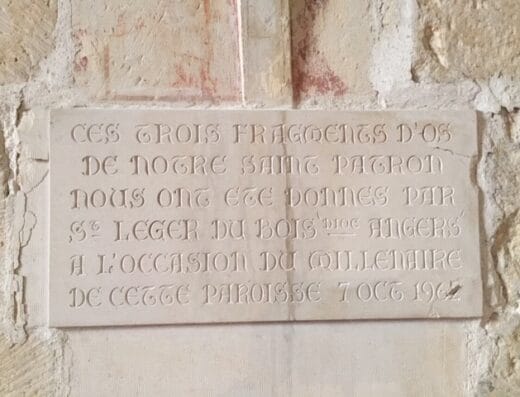 CES TROIS FRAGMENTS D'OS
DE NOTRE SAINT PATRON
NOUS ONT ETE DONNES PAR
St LEGER DU BOIS 'DIOC ANGERS'
A L'OCCASION DU MILLENAIRE
DE CETTE PAROISSE 7 OCT 1962